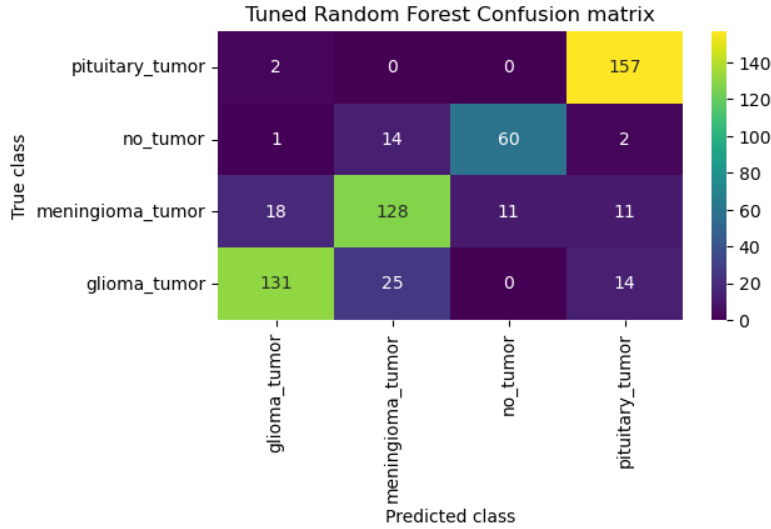 Tuned Random Forest Confusion matrix
True class
pituitary_tumor 2 0 0 157
no_tumor 1 14 60 2
meningioma_tumor 18 128 11 11
glioma_tumor 131 25 0 14
glioma_tumor
meningioma_tumor
no_tumor
pituitary_tumor
Predicted class
140
120
100
80
60
40
20
0